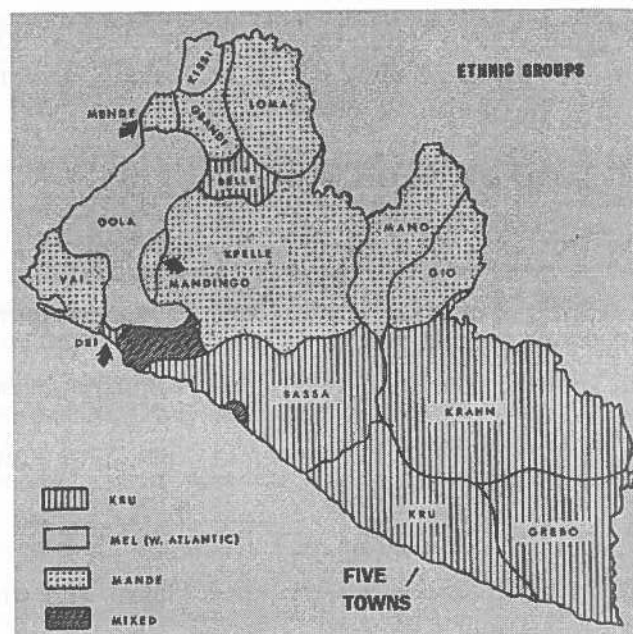 ETHNIC GROUPS
KISSI
LOMA
MENDE
GBANDI
BELLE
GOLA
MANO
KPELLE
GIO
VAI
MANDINGO
DEI
BASSA
KRAHN
KRU
KRU
GREBO
MEL (W. ATLANTIC)
FIVE
TOWNS
MANDE
MIXED